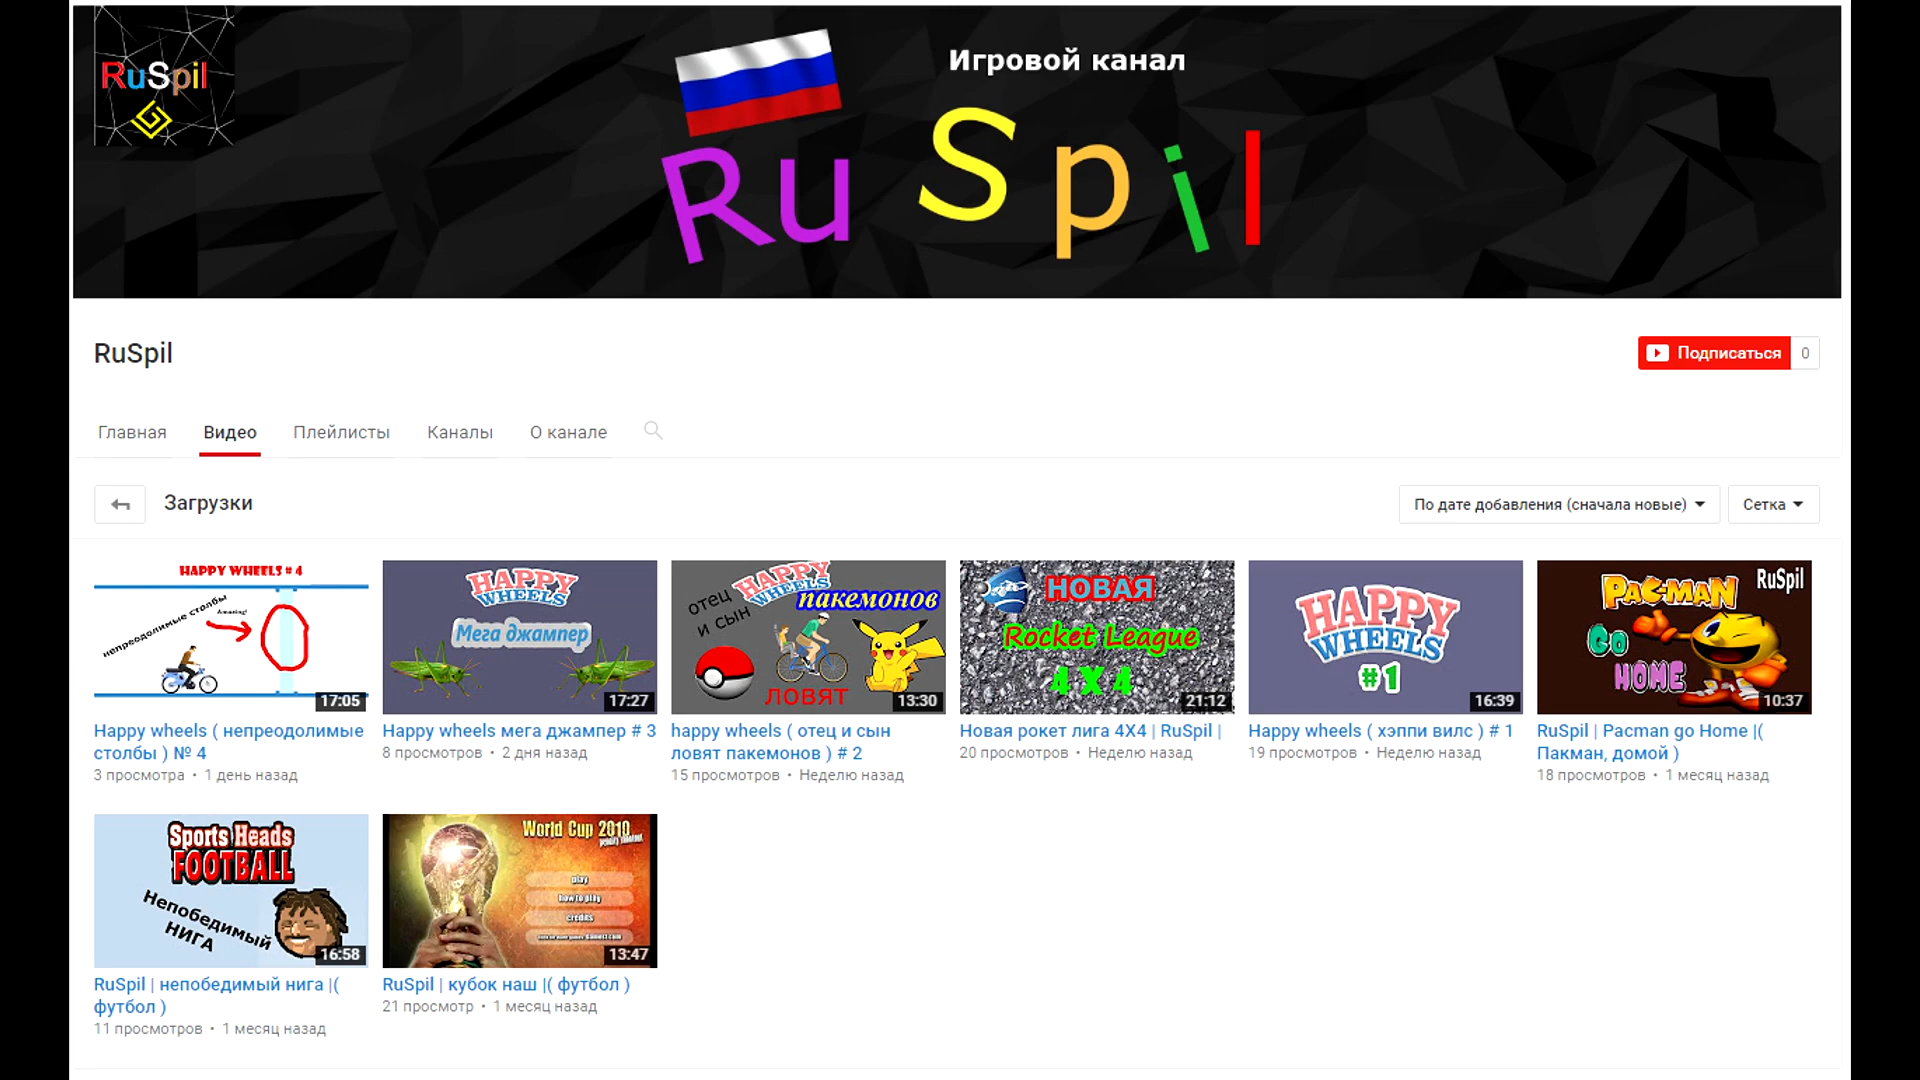 RuSpil
Игровой канал
Ru Spil
RuSpil
Подписаться 0
Главная Видео Плейлисты Каналы О канале
Загрузки
По дате добавления (сначала новые) Сетка
HAPPY WHEELS # 4
непреодолимые столбы
Amazing!
17:05
Happy wheels ( непреодолимые
столбы ) № 4
3 просмотра • 1 день назад
HAPPY
WHEELS
Мега джампер
17:27
Happy wheels мега джампер # 3
8 просмотров • 2 дня назад
HAPPY
WHEELS
отец
и сын
пакемонов
ловят
13:30
happy wheels ( отец и сын
ловят пакемонов ) # 2
15 просмотров • Неделю назад
НОВАЯ
Rocket League
4 X 4
21:12
Новая рокет лига 4X4 | RuSpil |
20 просмотров • Неделю назад
HAPPY
WHEELS
#1
16:39
Happy wheels ( хэппи вилс ) # 1
19 просмотров • Неделю назад
PAC-MAN
RuSpil
GO
HOME
10:37
RuSpil | Pacman go Home |(
Пакман, домой )
18 просмотров • 1 месяц назад
Sports Heads
FOOTBALL
Непобедимый
НИГА
16:58
RuSpil | непобедимый нига |(
футбол )
11 просмотров • 1 месяц назад
World Cup 2010
play
how to play
credits
13:47
RuSpil | кубок наш |( футбол )
21 просмотр • 1 месяц назад